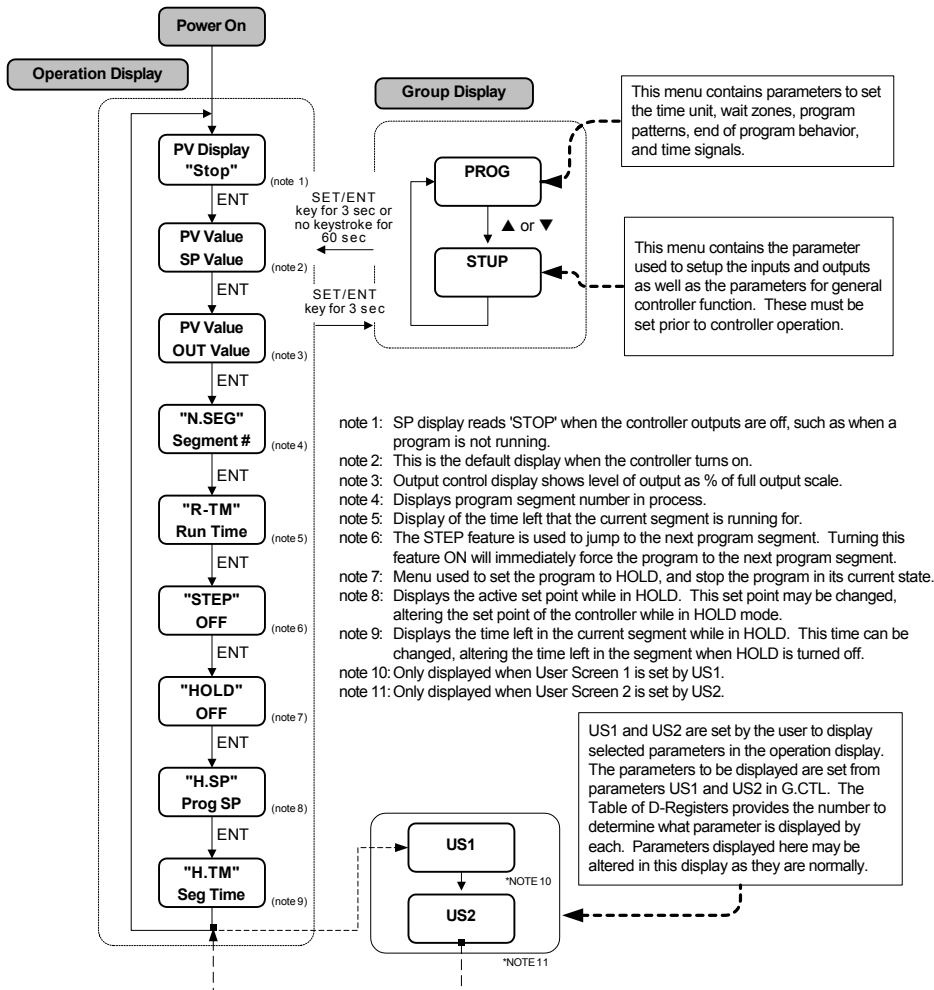 Power On
Operation Display
PV Display
"Stop"
(note 1)
ENT
PV Value
SP Value
(note 2)
ENT
PV Value
OUT Value
(note 3)
ENT
"N.SEG"
Segment #
(note 4)
ENT
"R-TM"
Run Time
(note 5)
ENT
"STEP"
OFF
(note 6)
ENT
"HOLD"
OFF
(note 7)
ENT
"H.SP"
Prog SP
(note 8)
ENT
"H.TM"
Seg Time
(note 9)
SET/ENT
key for 3 sec or
no keystroke for
60 sec
SET/ENT
key for 3 sec
Group Display
PROG
▲ or ▼
STUP
This menu contains parameters to set
the time unit, wait zones, program
patterns, end of program behavior,
and time signals.
This menu contains the parameter
used to setup the inputs and outputs
as well as the parameters for general
controller function. These must be
set prior to controller operation.
note 1: SP display reads 'STOP' when the controller outputs are off, such as when a
program is not running.
note 2: This is the default display when the controller turns on.
note 3: Output control display shows level of output as % of full output scale.
note 4: Displays program segment number in process.
note 5: Display of the time left that the current segment is running for.
note 6: The STEP feature is used to jump to the next program segment. Turning this
feature ON will immediately force the program to the next program segment.
note 7: Menu used to set the program to HOLD, and stop the program in its current state.
note 8: Displays the active set point while in HOLD. This set point may be changed,
altering the set point of the controller while in HOLD mode.
note 9: Displays the time left in the current segment while in HOLD. This time can be
changed, altering the time left in the segment when HOLD is turned off.
note 10: Only displayed when User Screen 1 is set by US1.
note 11: Only displayed when User Screen 2 is set by US2.
US1
*NOTE 10
US2
*NOTE 11
US1 and US2 are set by the user to display
selected parameters in the operation display.
The parameters to be displayed are set from
parameters US1 and US2 in G.CTL. The
Table of D-Registers provides the number to
determine what parameter is displayed by
each. Parameters displayed here may be
altered in this display as they are normally.